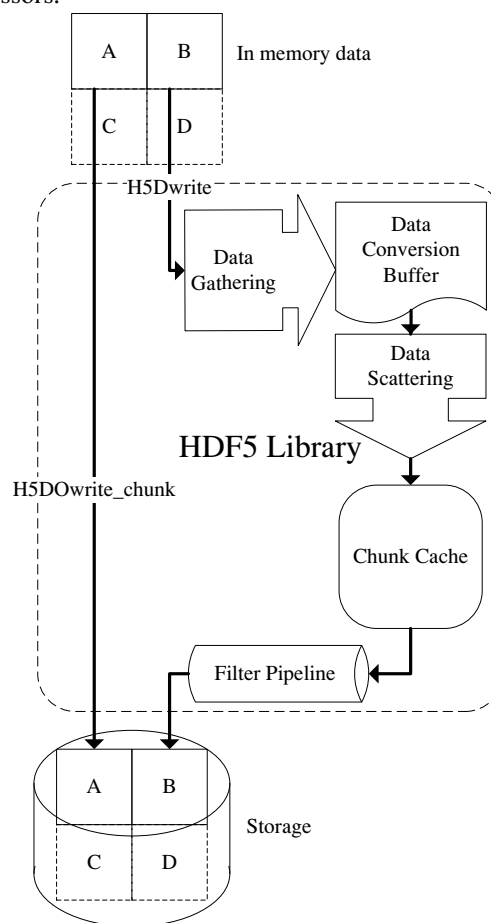 ssors.
A B In memory data
C D
H5Dwrite
Data
Gathering
Data
Conversion
Buffer
Data
Scattering
HDF5 Library
H5DOwrite_chunk
Chunk Cache
Filter Pipeline
A B
Storage
C D